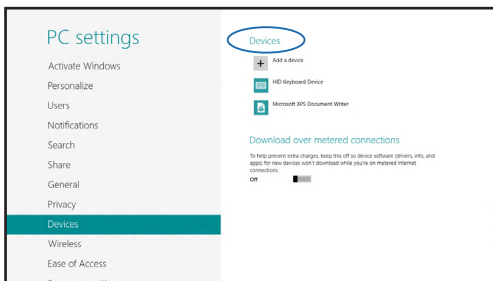 PC settings
Activate Windows
Personalize
Users
Notifications
Search
Share
General
Privacy
Devices
Wireless
Ease of Access
Devices
Add a device
HID Keyboard Device
Microsoft XPS Document Writer
Download over metered connections
To help prevent extra charges, keep this off so device software (drivers, info, and
apps) for new devices won't download while you're on metered Internet
connections.
Off